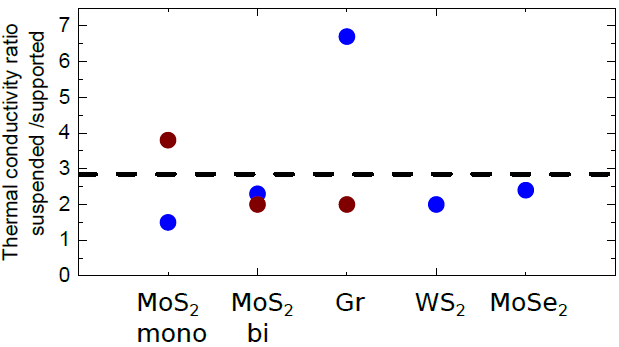 Thermal conductivity ratio
suspended /supported
7
6
5
4
3
2
1
0
MoS₂ MoS₂ Gr WS₂ MoSe₂
mono bi